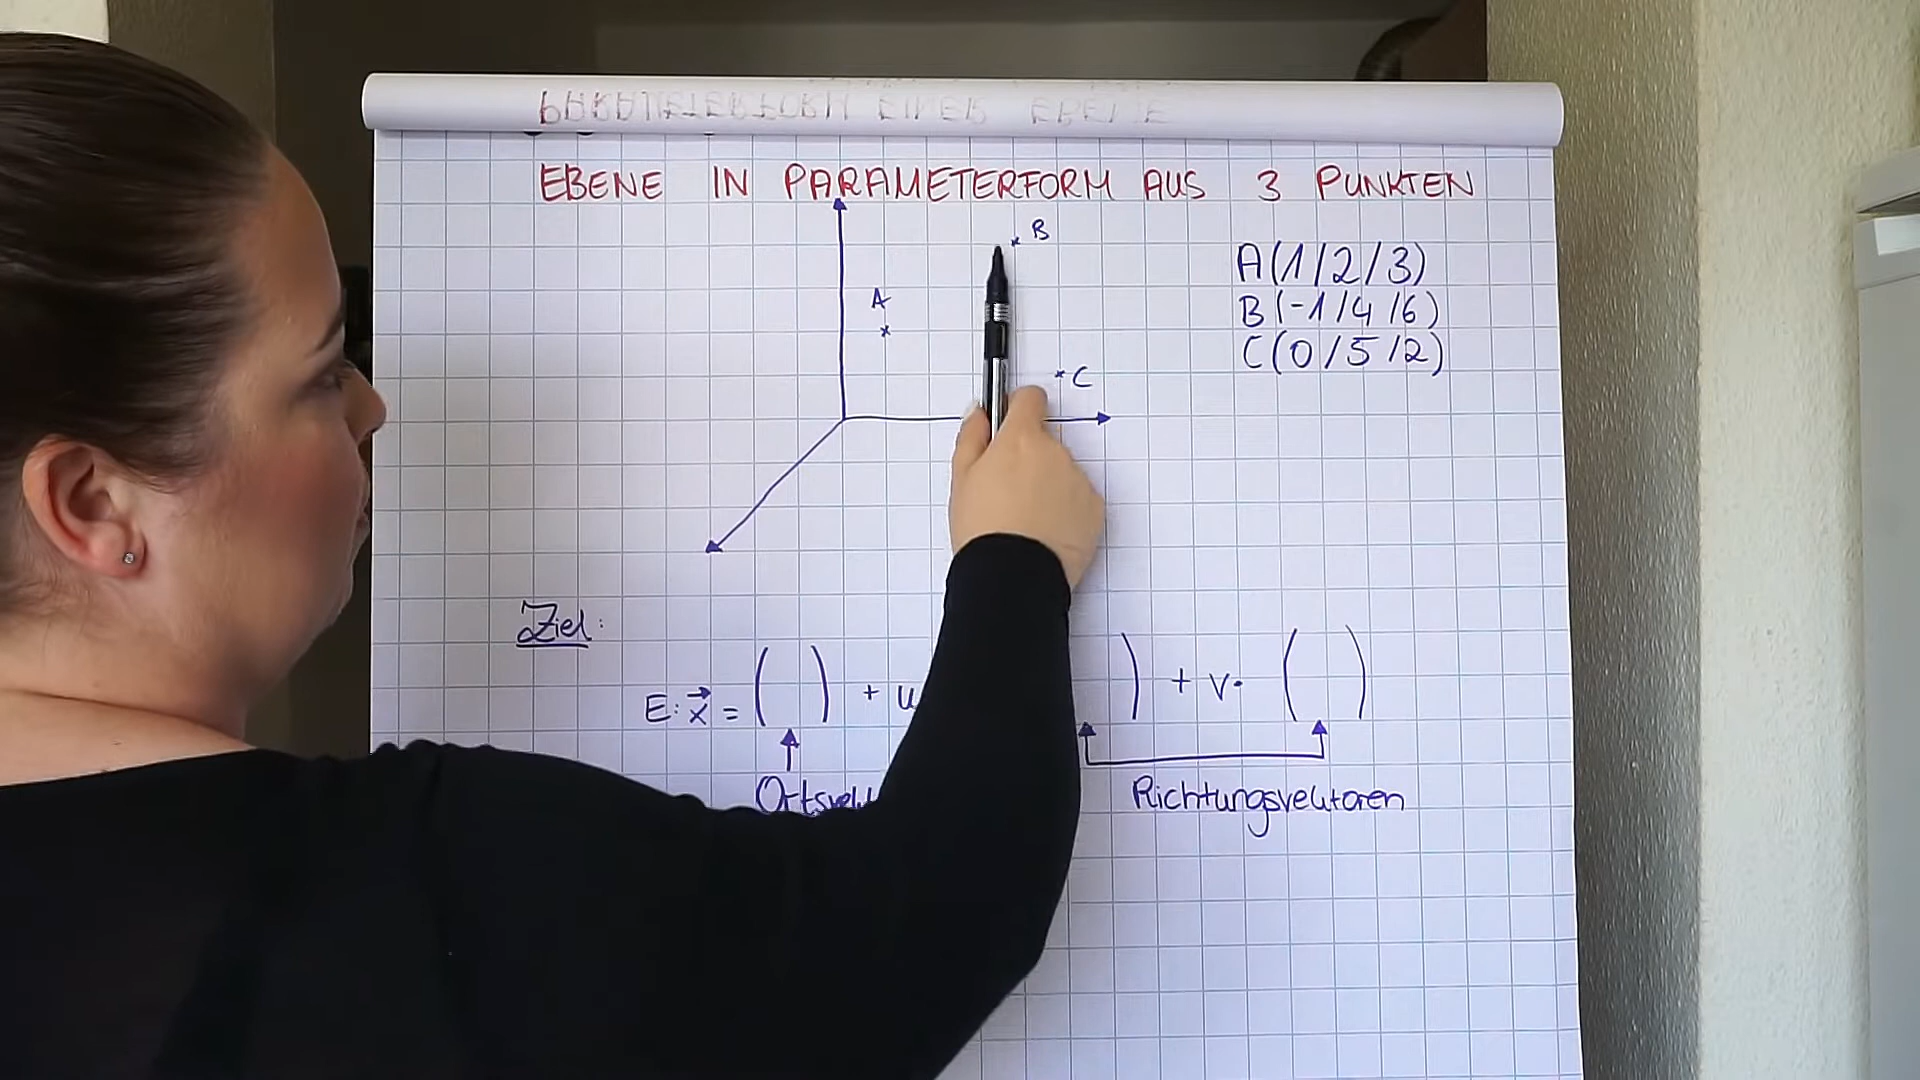 EBENE IN PARAMETERFORM AUS 3 PUNKTEN
B
A
C
A(1/2/3)
B(-1/4/6)
C(0/5/2)
Ziel:
E: x⃗ = ( ) + u ) + v· ( )
Richtungsvektoren